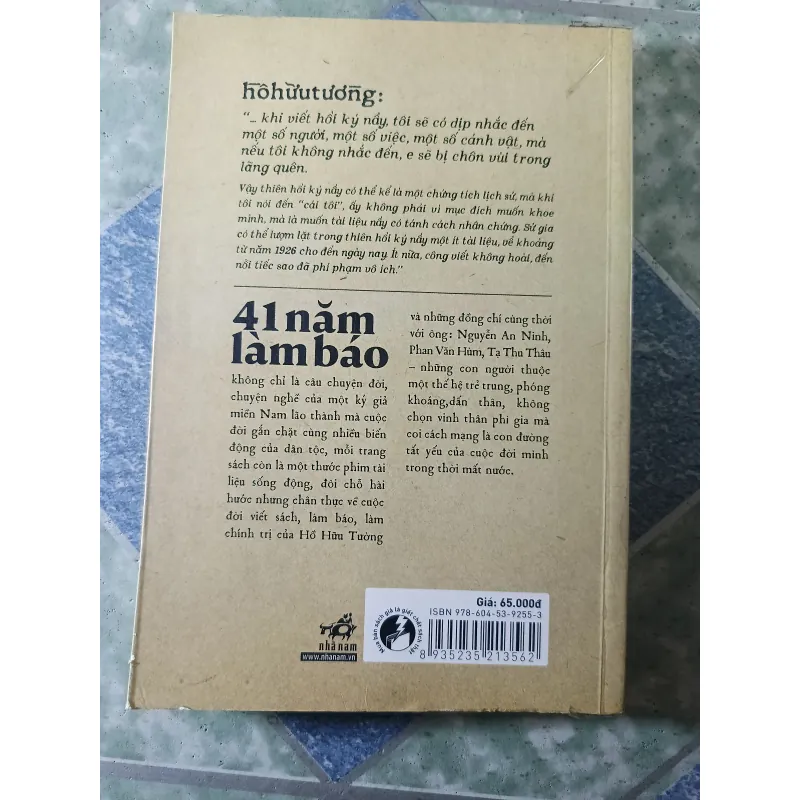 hồhữutường:
"... khi viết hồi ký nầy, tôi sẽ có dịp nhắc đến
một số người, một số việc, một số cảnh vật, mà
nếu tôi không nhắc đến, e sẽ bị chôn vùi trong
lãng quên.
Vậy thiên hồi ký nầy có thể kể là một chứng tích lịch sử, mà khi
tôi nói đến "cái tôi", ấy không phải vì mục đích muốn khoe
mình, mà là muốn tài liệu nầy có tánh cách nhân chứng. Sử gia
có thể lượm lặt trong thiên hồi ký nầy một ít tài liệu, về khoảng
từ năm 1926 cho đến ngày nay. Ít nữa, công viết không hoài, đến
nỗi tiếc sao đã phí phạm vô ích."
41 năm
làm báo
không chỉ là câu chuyện đời,
chuyện nghề của một ký giả
miền Nam lão thành mà cuộc
đời gắn chặt cùng nhiều biến
động của dân tộc, mỗi trang
sách còn là một thước phim tài
liệu sống động, đôi chỗ hài
hước nhưng chân thực về cuộc
đời viết sách, làm báo, làm
chính trị của Hồ Hữu Tường
và những đồng chí cùng thời
với ông: Nguyễn An Ninh,
Phan Văn Hùm, Tạ Thu Thâu
– những con người thuộc
một thế hệ trẻ trung, phóng
khoáng,dấn thân, không
chọn vinh thân phì gia mà
coi cách mạng là con đường
tất yếu của cuộc đời mình
trong thời mất nước.
nhã nam
www.nhanam.vn
Mua bán sách giả là giết chết sách thật
Giá: 65.000đ
ISBN 978-604-53-9255-3
8 935235 213562